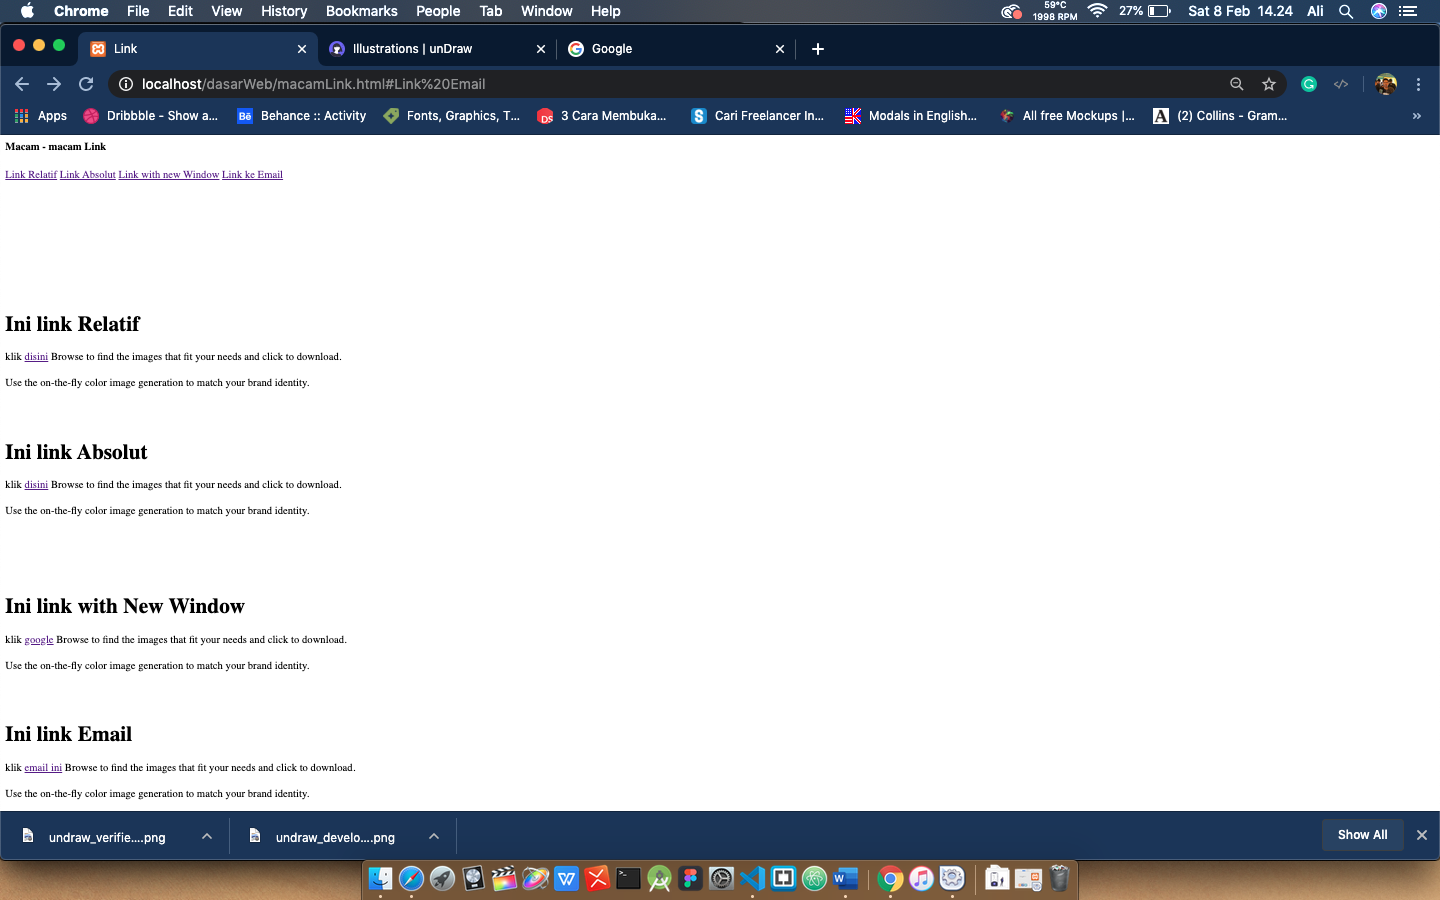 Chrome File Edit View History Bookmarks People Tab Window Help 59°C 1998 RPM 27% Sat 8 Feb 14.24 Ali
Link Illustrations | unDraw Google
localhost/dasarWeb/macamLink.html#Link%20Email
Apps Dribbble - Show a... Bē Behance :: Activity Fonts, Graphics, T... DS 3 Cara Membuka... S Cari Freelancer In... Modals in English... All free Mockups |... A (2) Collins - Gram... »
Macam - macam Link
Link Relatif Link Absolut Link with new Window Link ke Email
Ini link Relatif
klik disini Browse to find the images that fit your needs and click to download.
Use the on-the-fly color image generation to match your brand identity.
Ini link Absolut
klik disini Browse to find the images that fit your needs and click to download.
Use the on-the-fly color image generation to match your brand identity.
Ini link with New Window
klik google Browse to find the images that fit your needs and click to download.
Use the on-the-fly color image generation to match your brand identity.
Ini link Email
klik email ini Browse to find the images that fit your needs and click to download.
Use the on-the-fly color image generation to match your brand identity.
undraw_verifie....png undraw_develo....png Show All